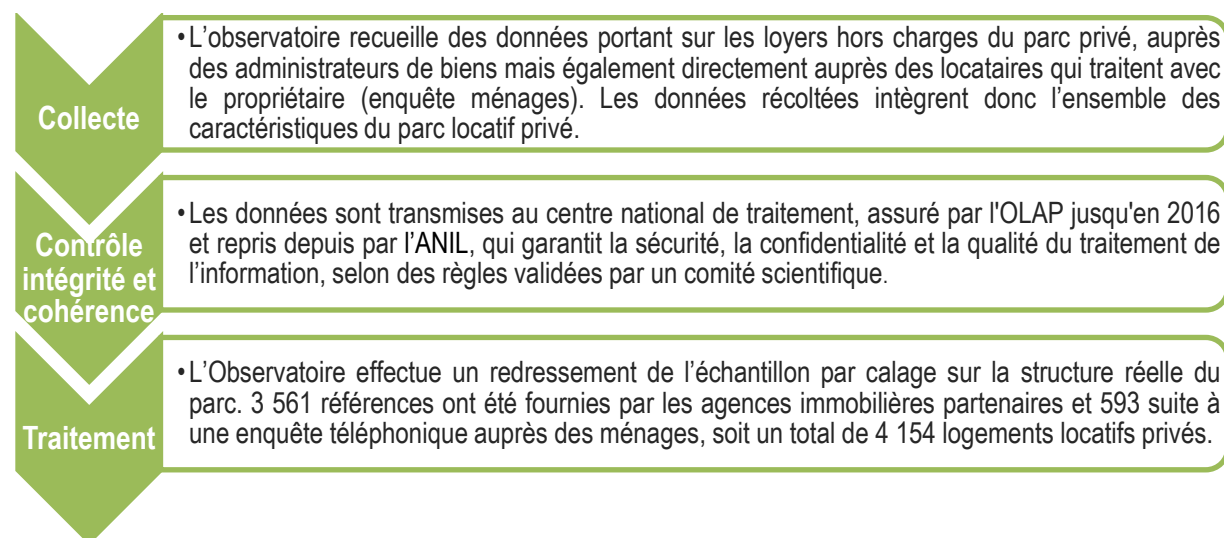 Collecte
•L'observatoire recueille des données portant sur les loyers hors charges du parc privé, auprès
des administrateurs de biens mais également directement auprès des locataires qui traitent avec
le propriétaire (enquête ménages). Les données récoltées intègrent donc l'ensemble des
caractéristiques du parc locatif privé.
Contrôle
intégrité et
cohérence
•Les données sont transmises au centre national de traitement, assuré par l'OLAP jusqu'en 2016
et repris depuis par l'ANIL, qui garantit la sécurité, la confidentialité et la qualité du traitement de
l'information, selon des règles validées par un comité scientifique.
Traitement
•L'Observatoire effectue un redressement de l'échantillon par calage sur la structure réelle du
parc. 3 561 références ont été fournies par les agences immobilières partenaires et 593 suite à
une enquête téléphonique auprès des ménages, soit un total de 4 154 logements locatifs privés.